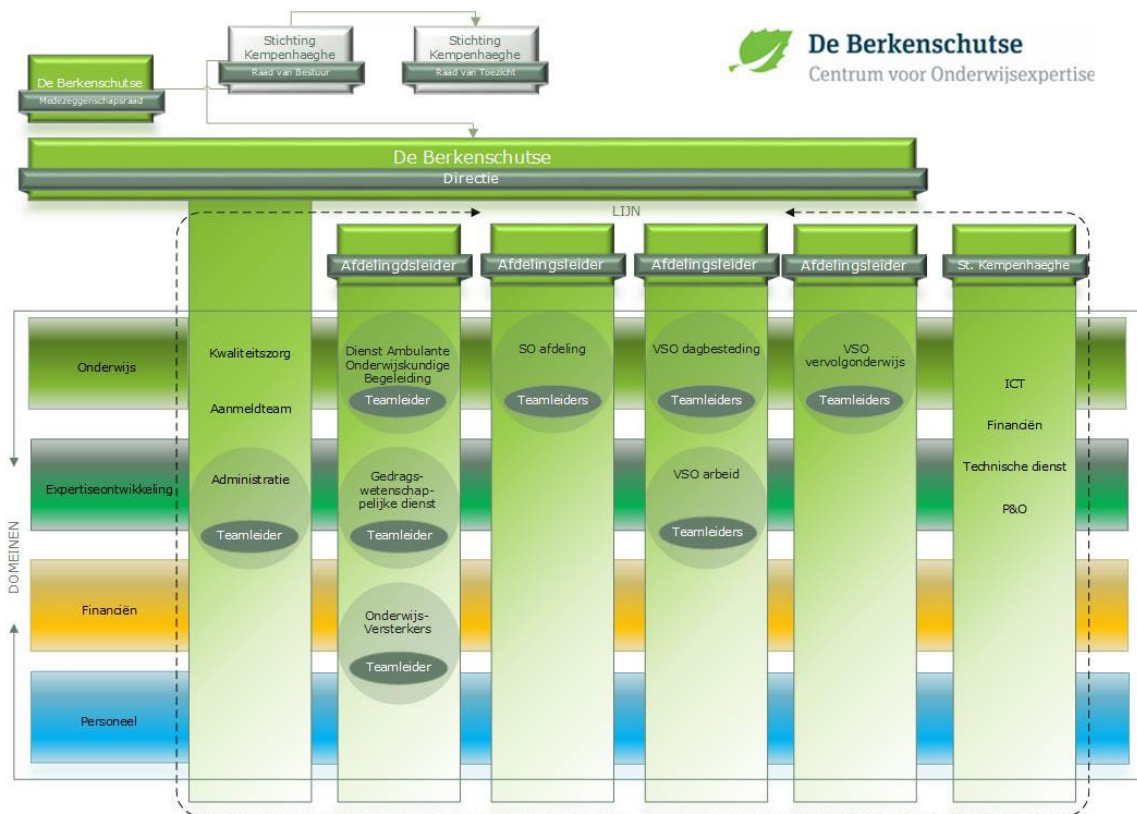 Stichting
Kempenhaeghe
Raad van Bestuur
Stichting
Kempenhaeghe
Raad van Toezicht
De Berkenschutse
Centrum voor Onderwijsexpertise
De Berkenschutse
Medezeggenschapsraad
De Berkenschutse
Directie
LIJN
Afdelingdsleider
Afdelingsleider
Afdelingsleider
Afdelingsleider
St. Kempenhaeghe
DOMEINEN
Onderwijs
Expertiseontwikkeling
Financiën
Personeel
Kwaliteitszorg
Aanmeldteam
Administratie
Teamleider
Dienst Ambulante
Onderwijskundige
Begeleiding
Teamleider
Gedrags-
wetenschap-
pelijke dienst
Teamleider
Onderwijs-
Versterkers
Teamleider
SO afdeling
Teamleiders
VSO dagbesteding
Teamleiders
VSO arbeid
Teamleiders
VSO
vervolgonderwijs
Teamleiders
ICT
Financiën
Technische dienst
P&O